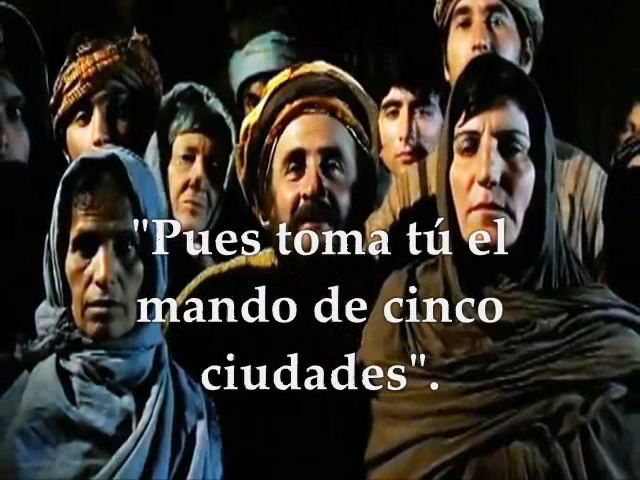 "Pues toma tú el
mando de cinco
ciudades".